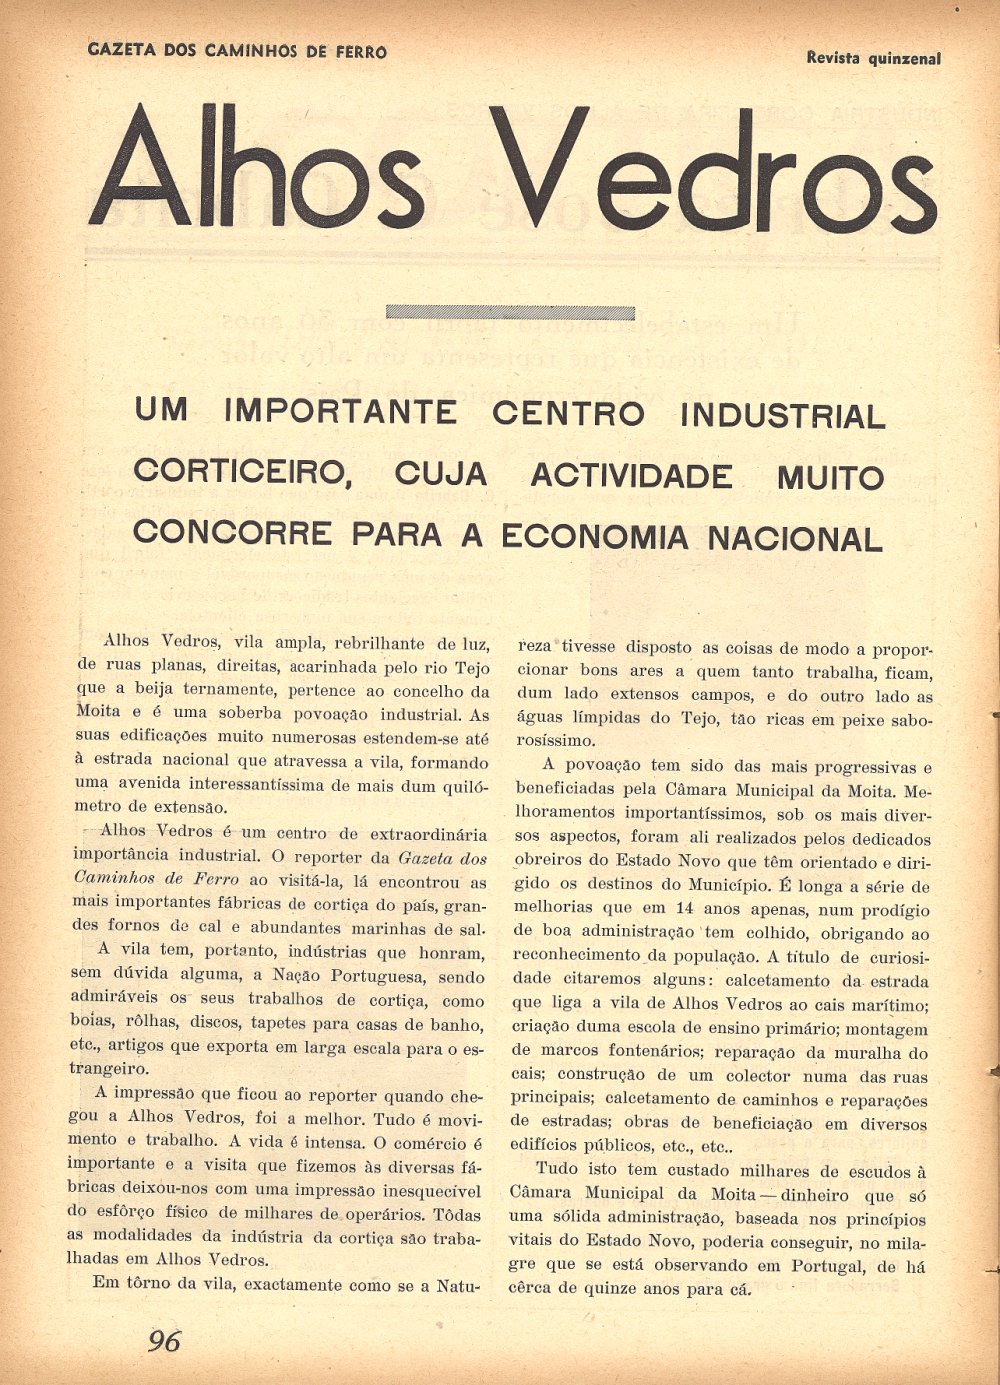 GAZETA DOS CAMINHOS DE FERRO
Revista quinzenal
Alhos Vedros
UM IMPORTANTE CENTRO INDUSTRIAL
CORTICEIRO, CUJA ACTIVIDADE MUITO
CONCORRE PARA A ECONOMIA NACIONAL
Alhos Vedros, vila ampla, rebrilhante de luz,
de ruas planas, direitas, acarinhada pelo rio Tejo
que a beija ternamente, pertence ao concelho da
Moita e é uma soberba povoação industrial. As
suas edificações muito numerosas estendem-se até
à estrada nacional que atravessa a vila, formando
uma avenida interessantíssima de mais dum quiló-
metro de extensão.
Alhos Vedros é um centro de extraordinária
importância industrial. O reporter da Gazeta dos
Caminhos de Ferro ao visitá-la, lá encontrou as
mais importantes fábricas de cortiça do país, gran-
des fornos de cal e abundantes marinhas de sal.
A vila tem, portanto, indústrias que honram,
sem dúvida alguma, a Nação Portuguesa, sendo
admiráveis os seus trabalhos de cortiça, como
boias, rôlhas, discos, tapetes para casas de banho,
etc., artigos que exporta em larga escala para o es-
trangeiro.
A impressão que ficou ao reporter quando che-
gou a Alhos Vedros, foi a melhor. Tudo é movi-
mento e trabalho. A vida é intensa. O comércio é
importante e a visita que fizemos às diversas fá-
bricas deixou-nos com uma impressão inesquecível
do esfôrço físico de milhares de operários. Tôdas
as modalidades da indústria da cortiça são traba-
lhadas em Alhos Vedros.
Em tôrno da vila, exactamente como se a Natu-
reza tivesse disposto as coisas de modo a propor-
cionar bons ares a quem tanto trabalha, ficam,
dum lado extensos campos, e do outro lado as
águas límpidas do Tejo, tão ricas em peixe sabo-
rosíssimo.
A povoação tem sido das mais progressivas e
beneficiadas pela Câmara Municipal da Moita. Me-
lhoramentos importantíssimos, sob os mais diver-
sos aspectos, foram ali realizados pelos dedicados
obreiros do Estado Novo que têm orientado e diri-
gido os destinos do Município. É longa a série de
melhorias que em 14 anos apenas, num prodígio
de boa administração tem colhido, obrigando ao
reconhecimento da população. A título de curiosi-
dade citaremos alguns: calcetamento da estrada
que liga a vila de Alhos Vedros ao cais marítimo;
criação duma escola de ensino primário; montagem
de marcos fontenários; reparação da muralha do
cais; construção de um colector numa das ruas
principais; calcetamento de caminhos e reparações
de estradas; obras de beneficiação em diversos
edifícios públicos, etc., etc..
Tudo isto tem custado milhares de escudos à
Câmara Municipal da Moita — dinheiro que só
uma sólida administração, baseada nos princípios
vitais do Estado Novo, poderia conseguir, no mila-
gre que se está observando em Portugal, de há
cêrca de quinze anos para cá.
96